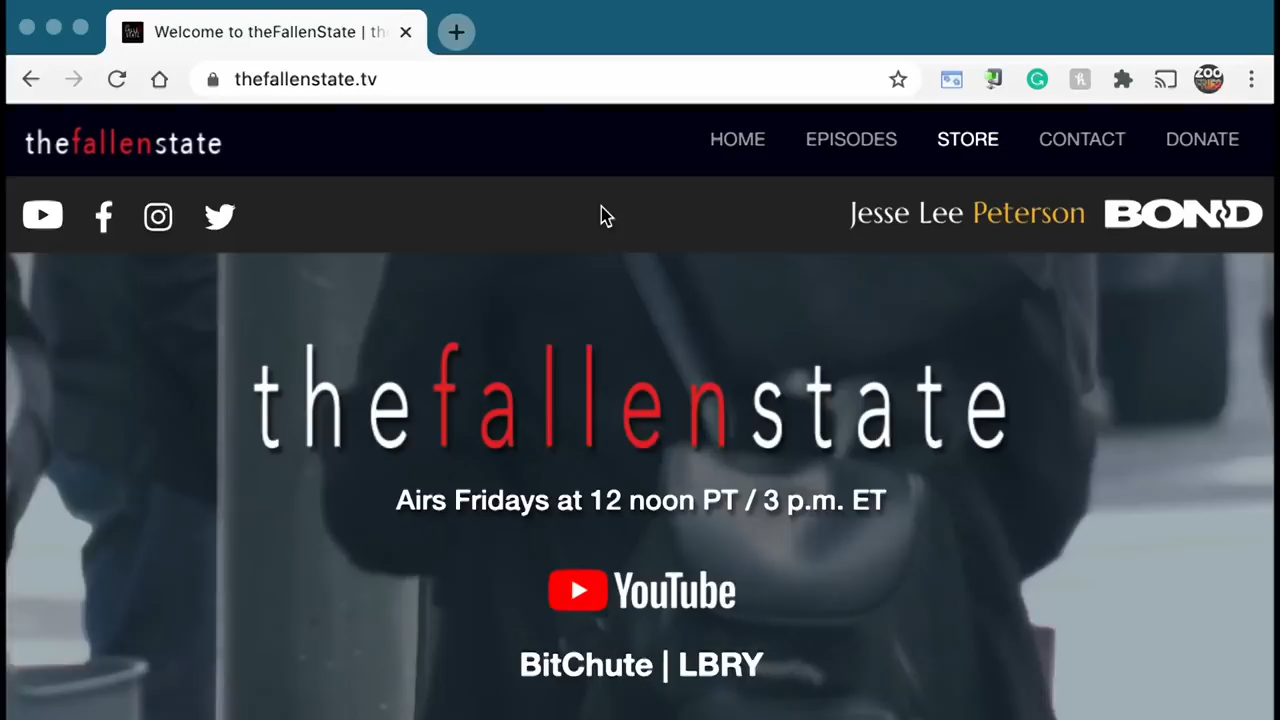 Welcome to theFallenState | th
thefallenstate.tv
ZOO
thefallenstate
HOME EPISODES STORE CONTACT DONATE
Jesse Lee Peterson BOND
thefallenstate
Airs Fridays at 12 noon PT / 3 p.m. ET
YouTube
BitChute | LBRY